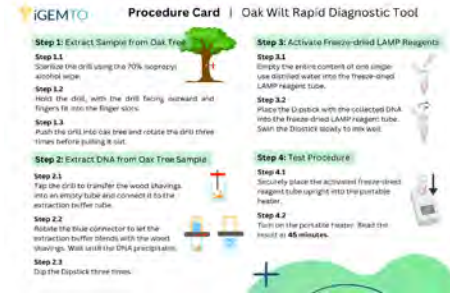 iGEMTO
Procedure Card | Oak Wilt Rapid Diagnostic Tool
Step 1: Extract Sample from Oak Tree
Step 1.1
Sterilize the drill using the 70% isopropyl
alcohol wipe.
Step 1.2
Hold the drill, with the drill facing outward and
fingers fit into the finger slots.
Step 1.3
Push the drill into oak tree and rotate the drill three
times before pulling it out.
Step 2: Extract DNA from Oak Tree Sample
Step 2.1
Tap the drill to transfer the wood shavings
into an empty tube and connect it to the
extraction buffer tube.
Step 2.2
Rotate the blue connector to let the
extraction buffer blends with the wood
shavings. Wait until the DNA precipitates.
Step 2.3
Dip the Dipstick three times.
Step 3: Activate Freeze-dried LAMP Reagents
Step 3.1
Empty the entire content of one single-
use distilled water into the freeze-dried
LAMP reagent tube.
Step 3.2
Place the Dipstick with the collected DNA
into the freeze-dried LAMP reagent tube.
Swirl the Dipstick slowly to mix well.
Step 4: Test Procedure
Step 4.1
Securely place the activated freeze-dried
reagent tube upright into the portable
heater.
Step 4.2
Turn on the portable heater. Read the
result at 45 minutes.